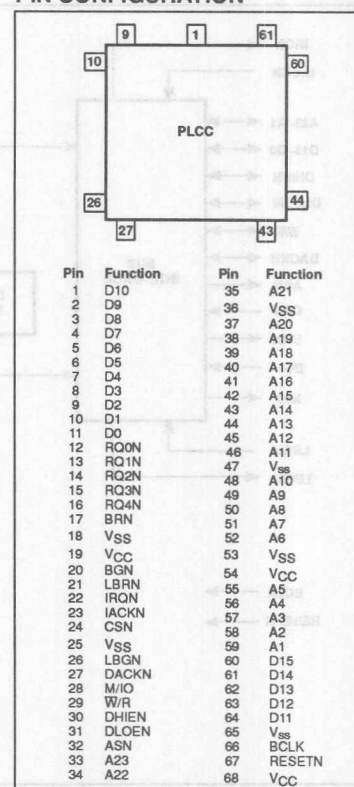 PIN CONFIGURATION
9 1 61
10 60
PLCC
26 44
27 43
Pin Function Pin Function
1 D10 35 A21
2 D9 36 VSS
3 D8 37 A20
4 D7 38 A19
5 D6 39 A18
6 D5 40 A17
7 D4 41 A16
8 D3 42 A15
9 D2 43 A14
10 D1 44 A13
11 D0 45 A12
12 RQ0N 46 A11
13 RQ1N 47 Vss
14 RQ2N 48 A10
15 RQ3N 49 A9
16 RQ4N 50 A8
17 BRN 51 A7
18 VSS 52 A6
19 VCC 53 VSS
20 BGN 54 VCC
21 LBRN 55 A5
22 IRQN 56 A4
23 IACKN 57 A3
24 CSN 58 A2
25 VSS 59 A1
26 LBGN 60 D15
27 DACKN 61 D14
28 M/IO 62 D13
29 W̅/R 63 D12
30 DHIEN 64 D11
31 DLOEN 65 Vss
32 ASN 66 BCLK
33 A23 67 RESETN
34 A22 68 VCC